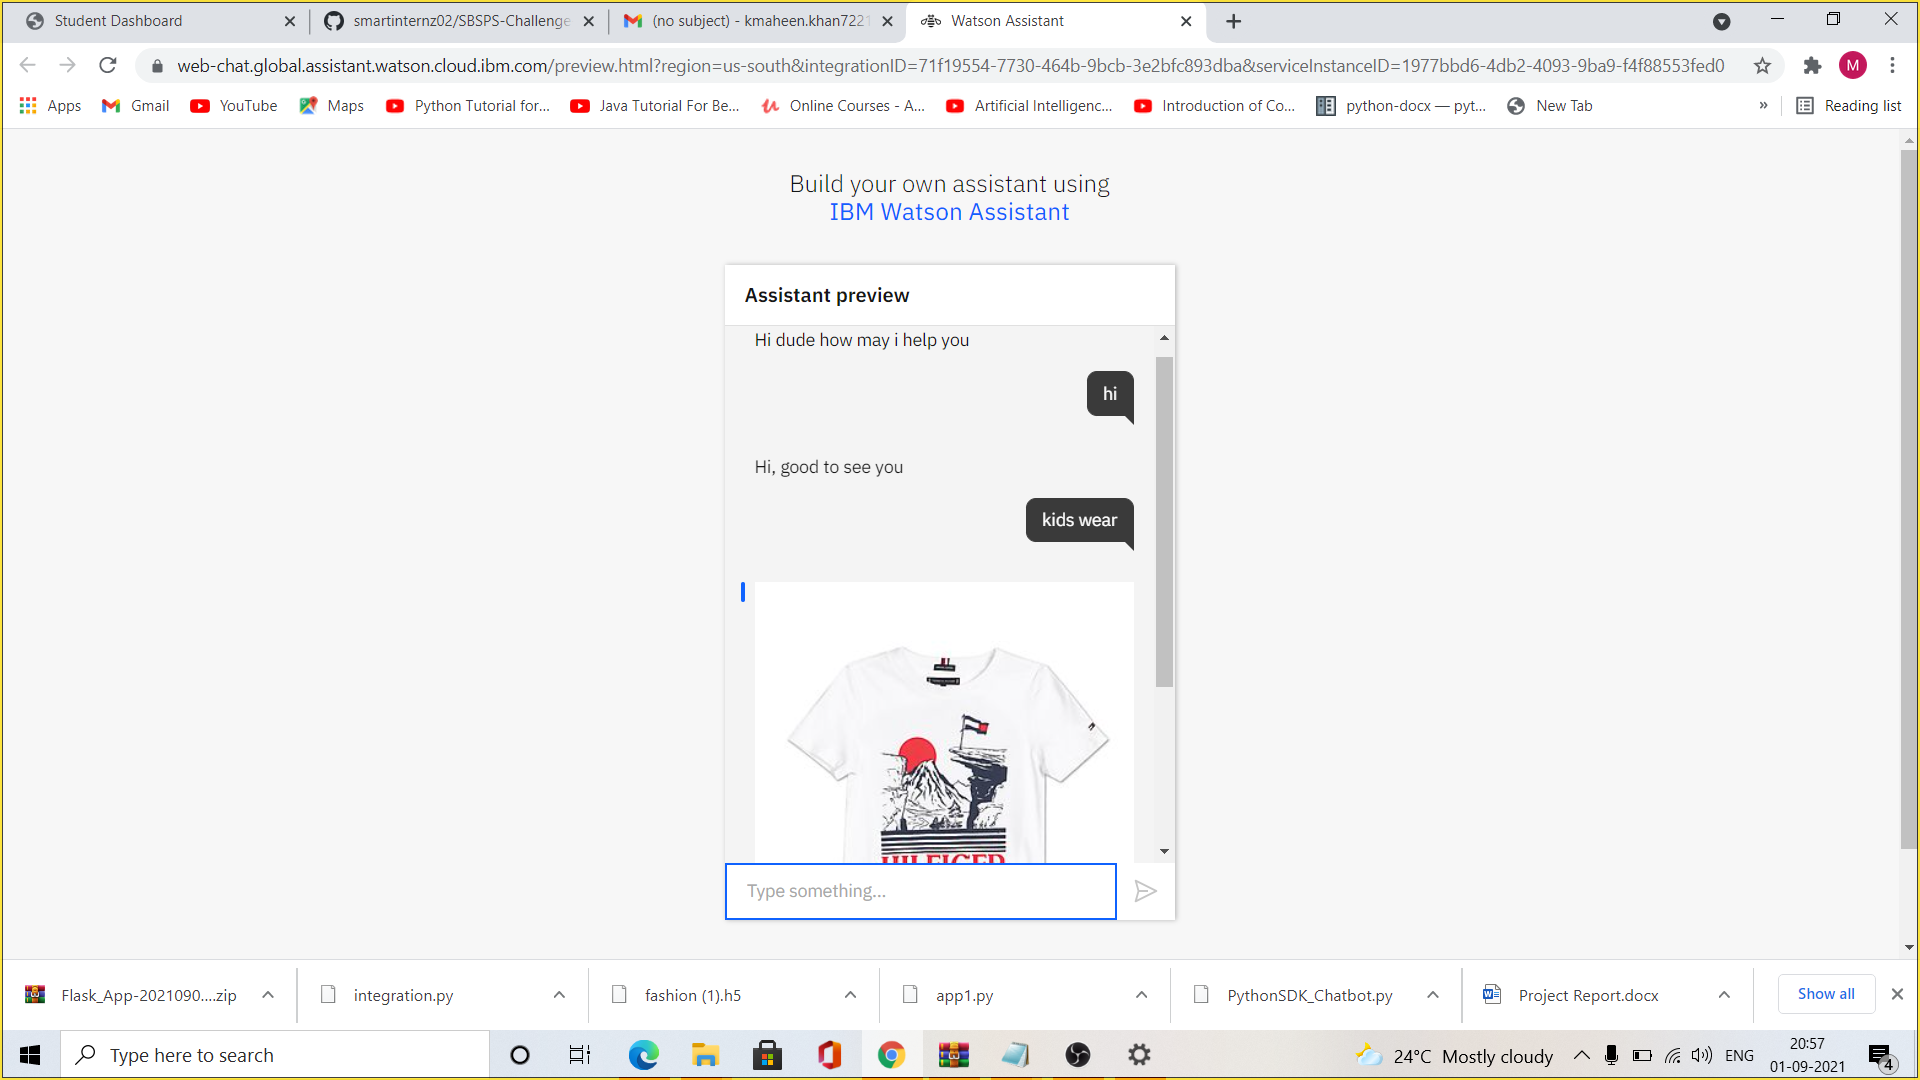 Student Dashboard
smartinternz02/SBSPS-Challenge
(no subject) - kmaheen.khan7221
Watson Assistant
web-chat.global.assistant.watson.cloud.ibm.com/preview.html?region=us-south&integrationID=71f19554-7730-464b-9bcb-3e2bfc893dba&serviceInstanceID=1977bbd6-4db2-4093-9ba9-f4f88553fed0
M
Apps
Gmail
YouTube
Maps
Python Tutorial for...
Java Tutorial For Be...
Online Courses - A...
Artificial Intelligenc...
Introduction of Co...
python-docx — pyt...
New Tab
»
Reading list
Build your own assistant using
IBM Watson Assistant
Assistant preview
Hi dude how may i help you
hi
Hi, good to see you
kids wear
HILFIGER
Type something...
Flask_App-2021090....zip
integration.py
fashion (1).h5
app1.py
PythonSDK_Chatbot.py
Project Report.docx
Show all
Type here to search
24°C Mostly cloudy
ENG
20:57
01-09-2021
4